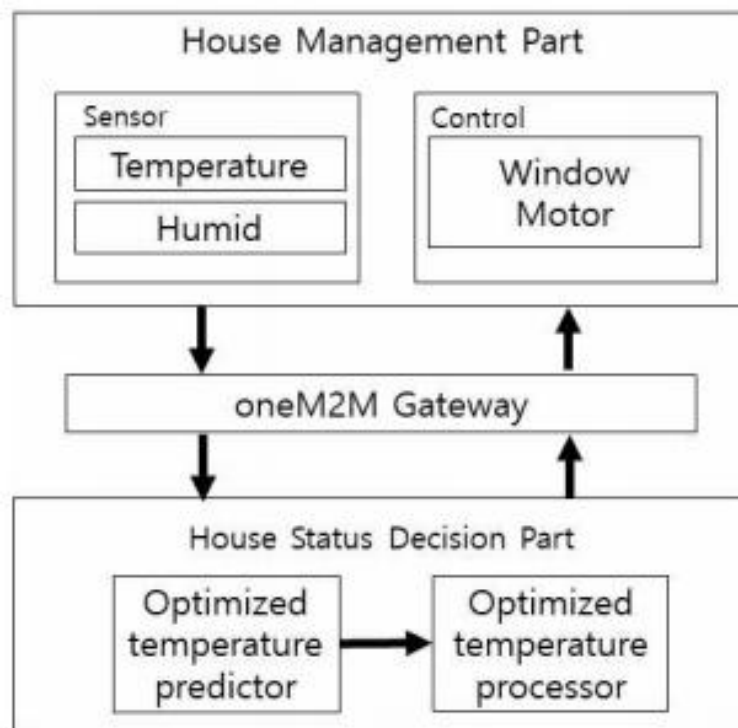 House Management Part
Sensor
Temperature
Humid
Control
Window
Motor
oneM2M Gateway
House Status Decision Part
Optimized
temperature
predictor
Optimized
temperature
processor